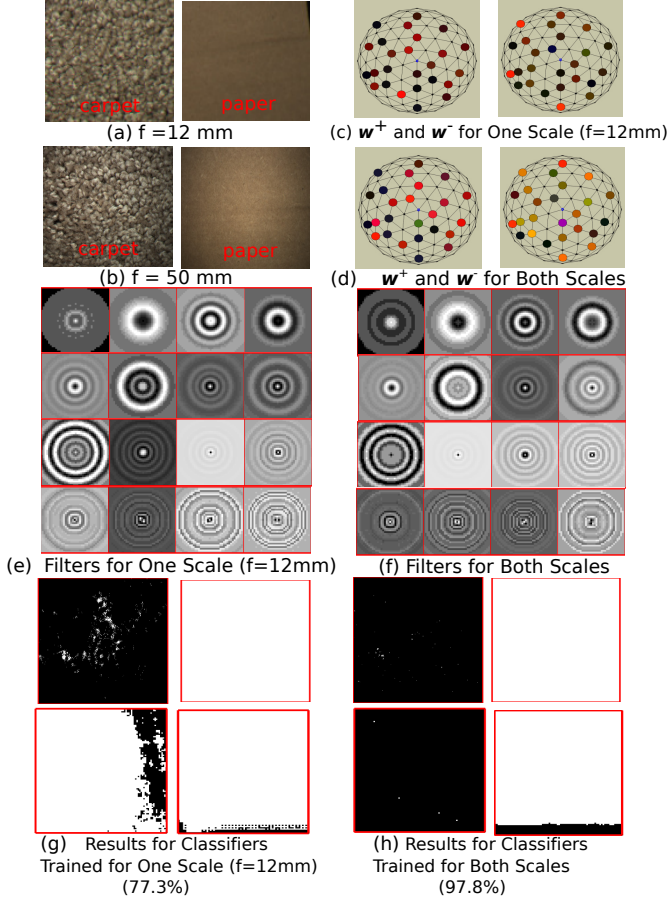 carpet
paper
(a) f =12 mm
(c) w+ and w- for One Scale (f=12mm)
carpet
paper
(b) f = 50 mm
(d) w+ and w- for Both Scales
(e) Filters for One Scale (f=12mm)
(f) Filters for Both Scales
(g) Results for Classifiers
Trained for One Scale (f=12mm)
(77.3%)
(h) Results for Classifiers
Trained for Both Scales
(97.8%)